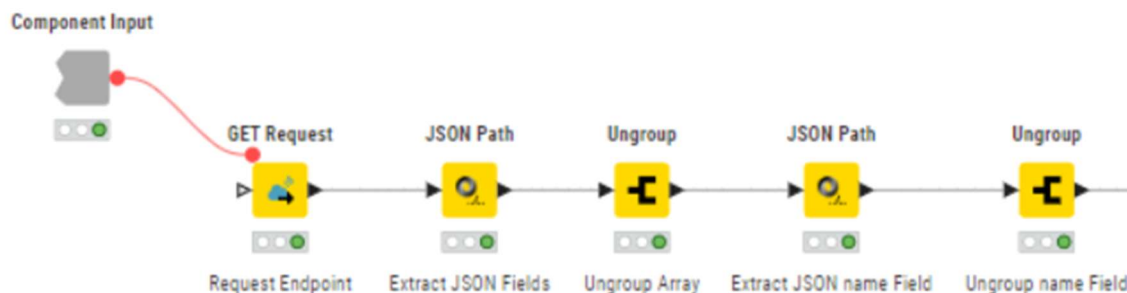 Component Input
GET Request
JSON Path
Ungroup
JSON Path
Ungroup
Request Endpoint
Extract JSON Fields
Ungroup Array
Extract JSON name Field
Ungroup name Field